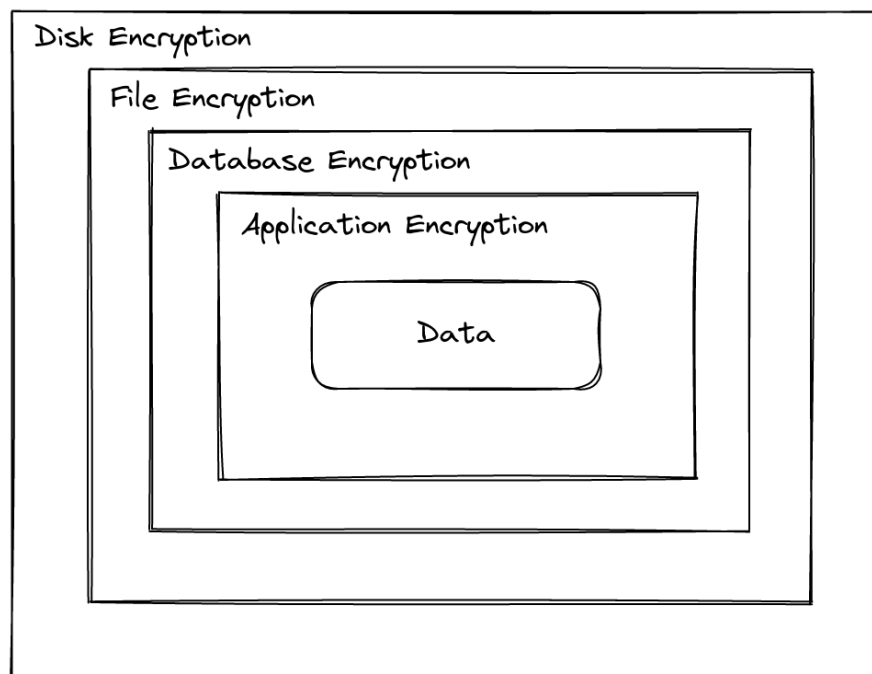 Disk Encryption
File Encryption
Database Encryption
Application Encryption
Data